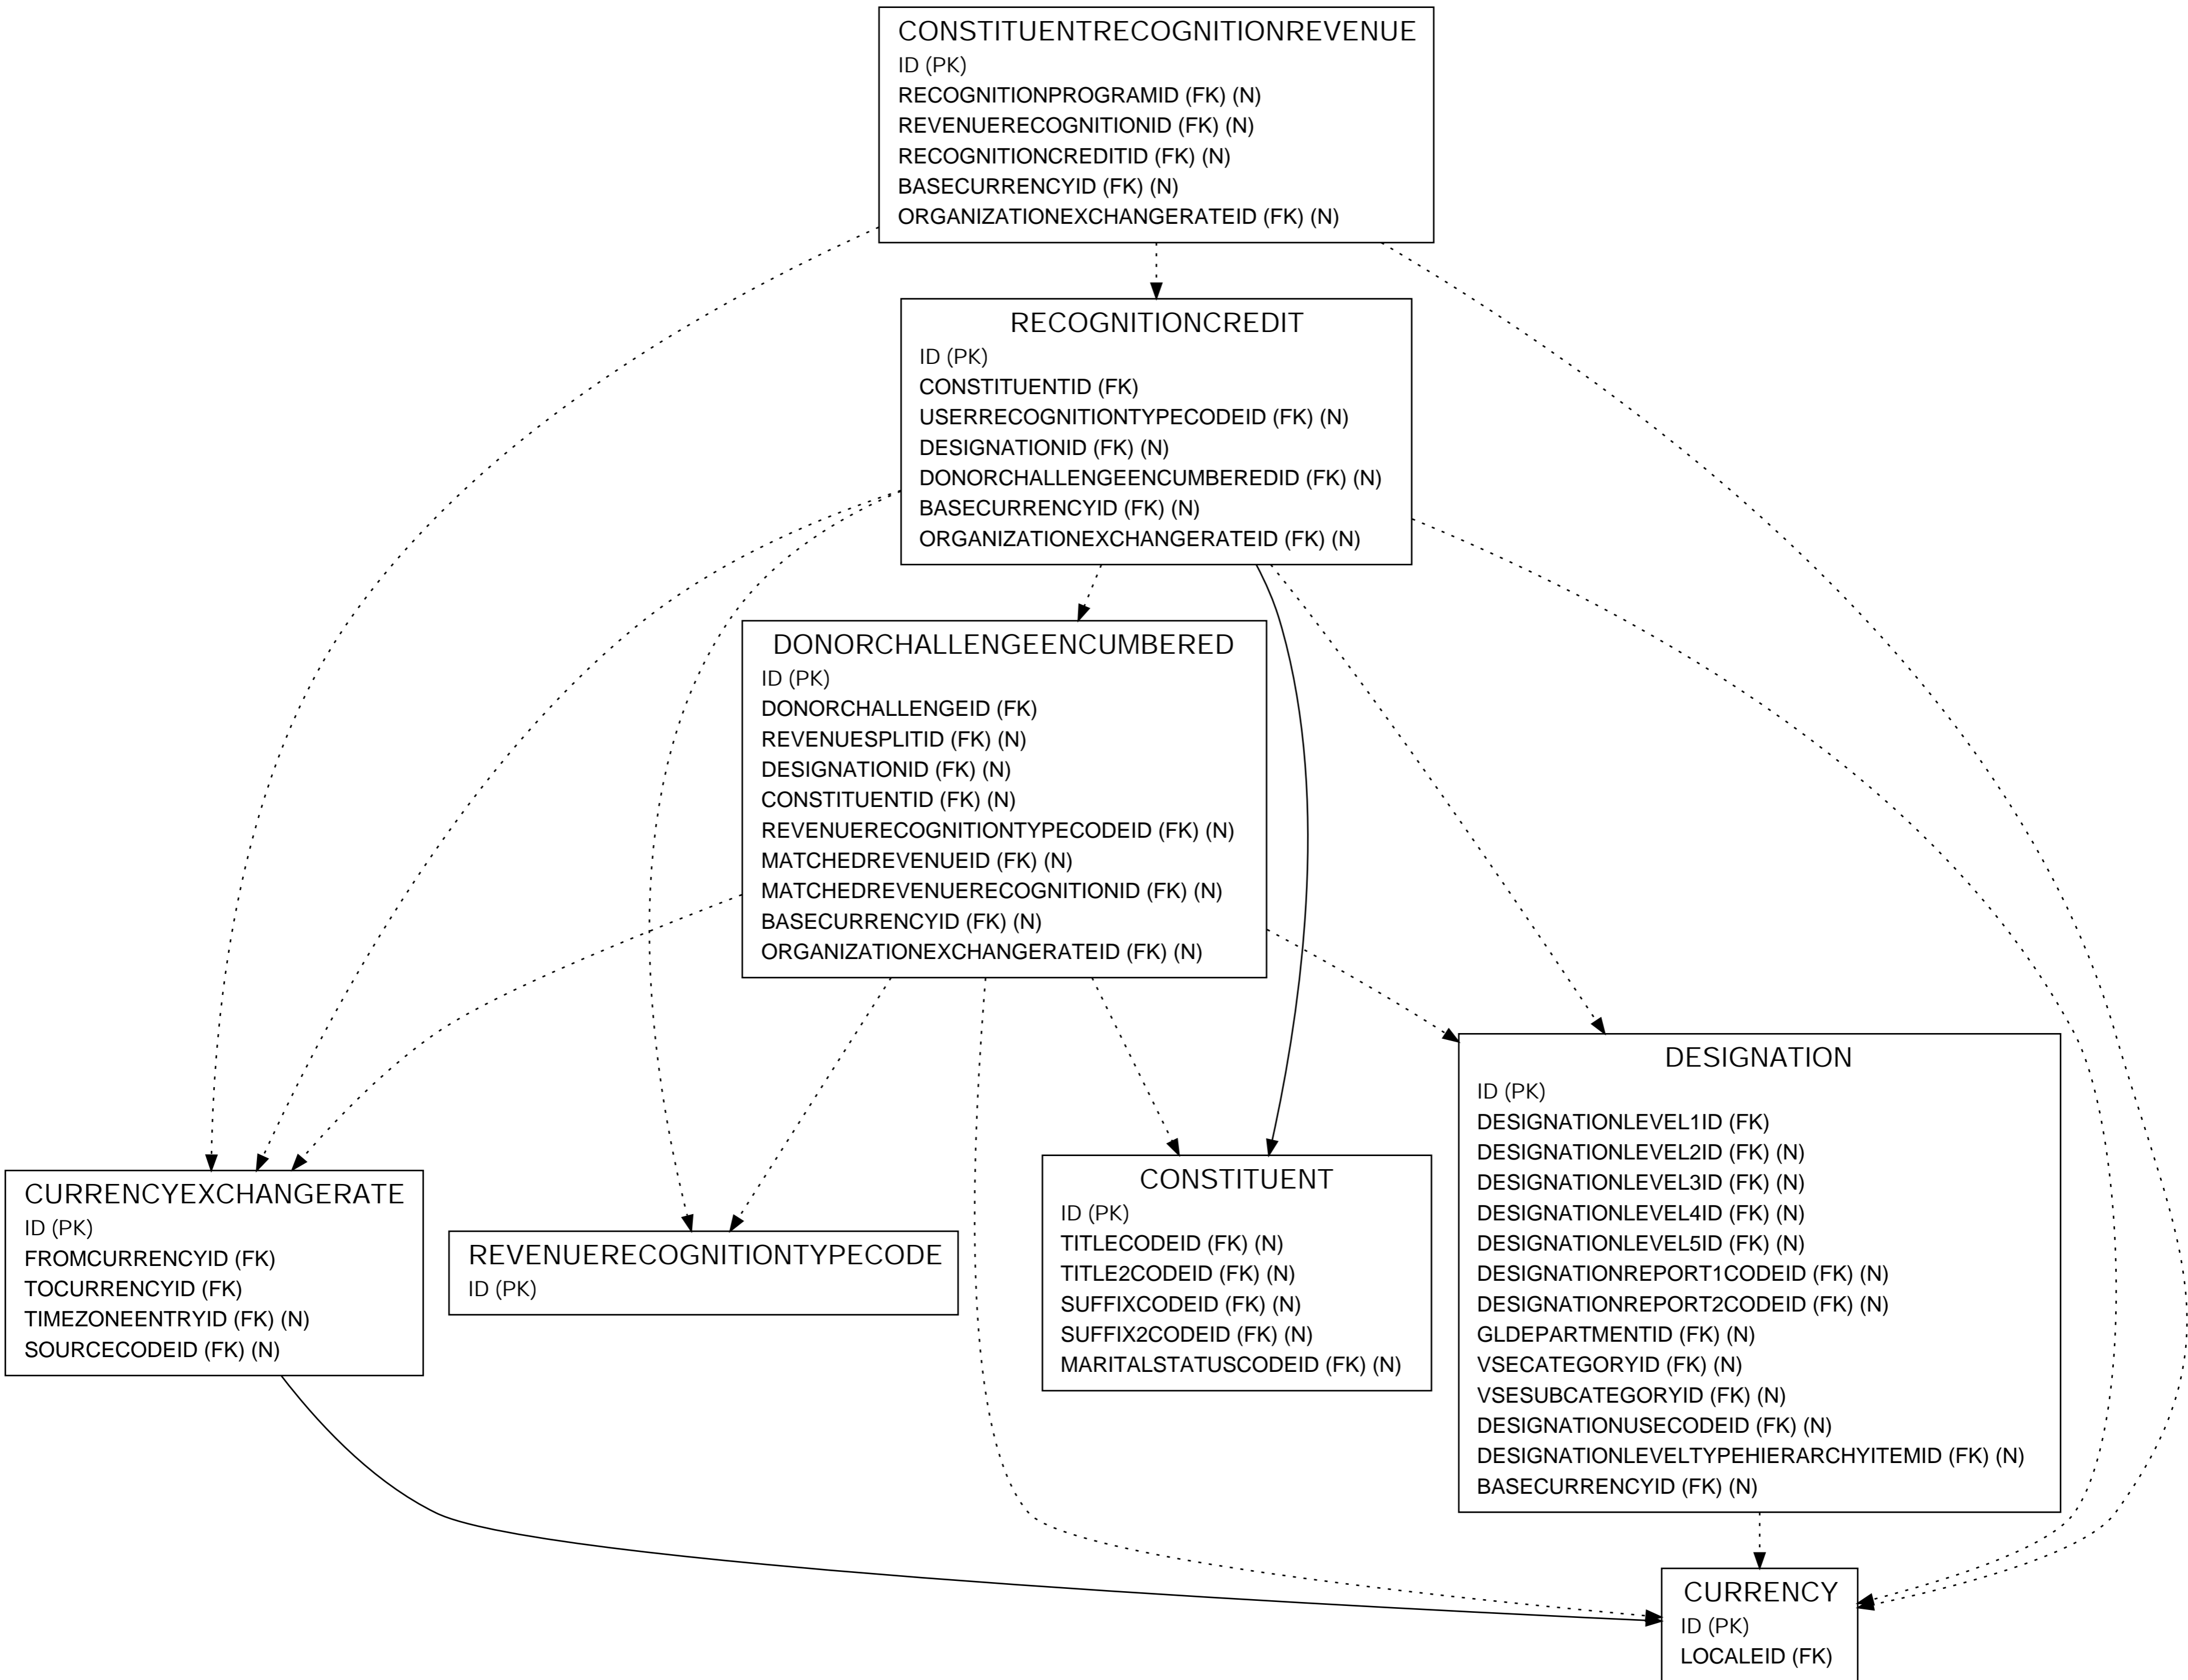 CONSTITUENTRECOGNITIONREVENUE
ID (PK)
RECOGNITIONPROGRAMID (FK) (N)
REVENUERECOGNITIONID (FK) (N)
RECOGNITIONCREDITID (FK) (N)
BASECURRENCYID (FK) (N)
ORGANIZATIONEXCHANGERATEID (FK) (N)
RECOGNITIONCREDIT
ID (PK)
CONSTITUENTID (FK)
USERRECOGNITIONTYPECODEID (FK) (N)
DESIGNATIONID (FK) (N)
DONORCHALLENGEENCUMBEREDID (FK) (N)
BASECURRENCYID (FK) (N)
ORGANIZATIONEXCHANGERATEID (FK) (N)
DONORCHALLENGEENCUMBERED
ID (PK)
DONORCHALLENGEID (FK)
REVENUESPLITID (FK) (N)
DESIGNATIONID (FK) (N)
CONSTITUENTID (FK) (N)
REVENUERECOGNITIONTYPECODEID (FK) (N)
MATCHEDREVENUEID (FK) (N)
MATCHEDREVENUERECOGNITIONID (FK) (N)
BASECURRENCYID (FK) (N)
ORGANIZATIONEXCHANGERATEID (FK) (N)
CURRENCYEXCHANGERATE
ID (PK)
FROMCURRENCYID (FK)
TOCURRENCYID (FK)
TIMEZONEENTRYID (FK) (N)
SOURCECODEID (FK) (N)
REVENUERECOGNITIONTYPECODE
ID (PK)
CONSTITUENT
ID (PK)
TITLECODEID (FK) (N)
TITLE2CODEID (FK) (N)
SUFFIXCODEID (FK) (N)
SUFFIX2CODEID (FK) (N)
MARITALSTATUSCODEID (FK) (N)
DESIGNATION
ID (PK)
DESIGNATIONLEVEL1ID (FK)
DESIGNATIONLEVEL2ID (FK) (N)
DESIGNATIONLEVEL3ID (FK) (N)
DESIGNATIONLEVEL4ID (FK) (N)
DESIGNATIONLEVEL5ID (FK) (N)
DESIGNATIONREPORT1CODEID (FK) (N)
DESIGNATIONREPORT2CODEID (FK) (N)
GLDEPARTMENTID (FK) (N)
VSECATEGORYID (FK) (N)
VSESUBCATEGORYID (FK) (N)
DESIGNATIONUSECODEID (FK) (N)
DESIGNATIONLEVELTYPEHIERARCHYITEMID (FK) (N)
BASECURRENCYID (FK) (N)
CURRENCY
ID (PK)
LOCALEID (FK)